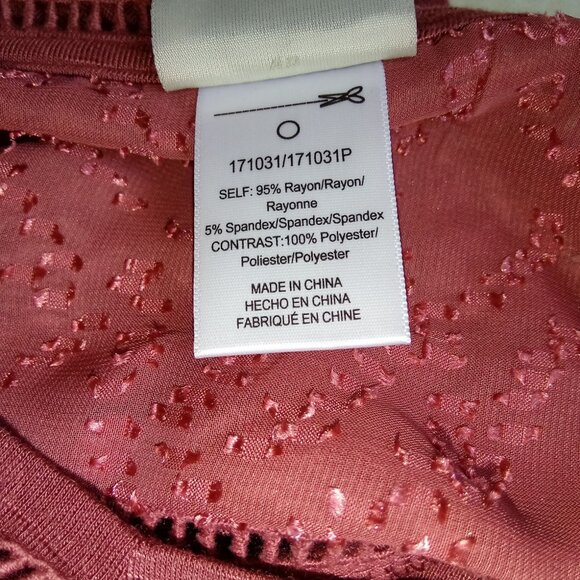 171031/171031P
SELF: 95% Rayon/Rayon/
Rayonne
5% Spandex/Spandex/Spandex
CONTRAST:100% Polyester/
Poliester/Polyester
MADE IN CHINA
HECHO EN CHINA
FABRIQUÉ EN CHINE